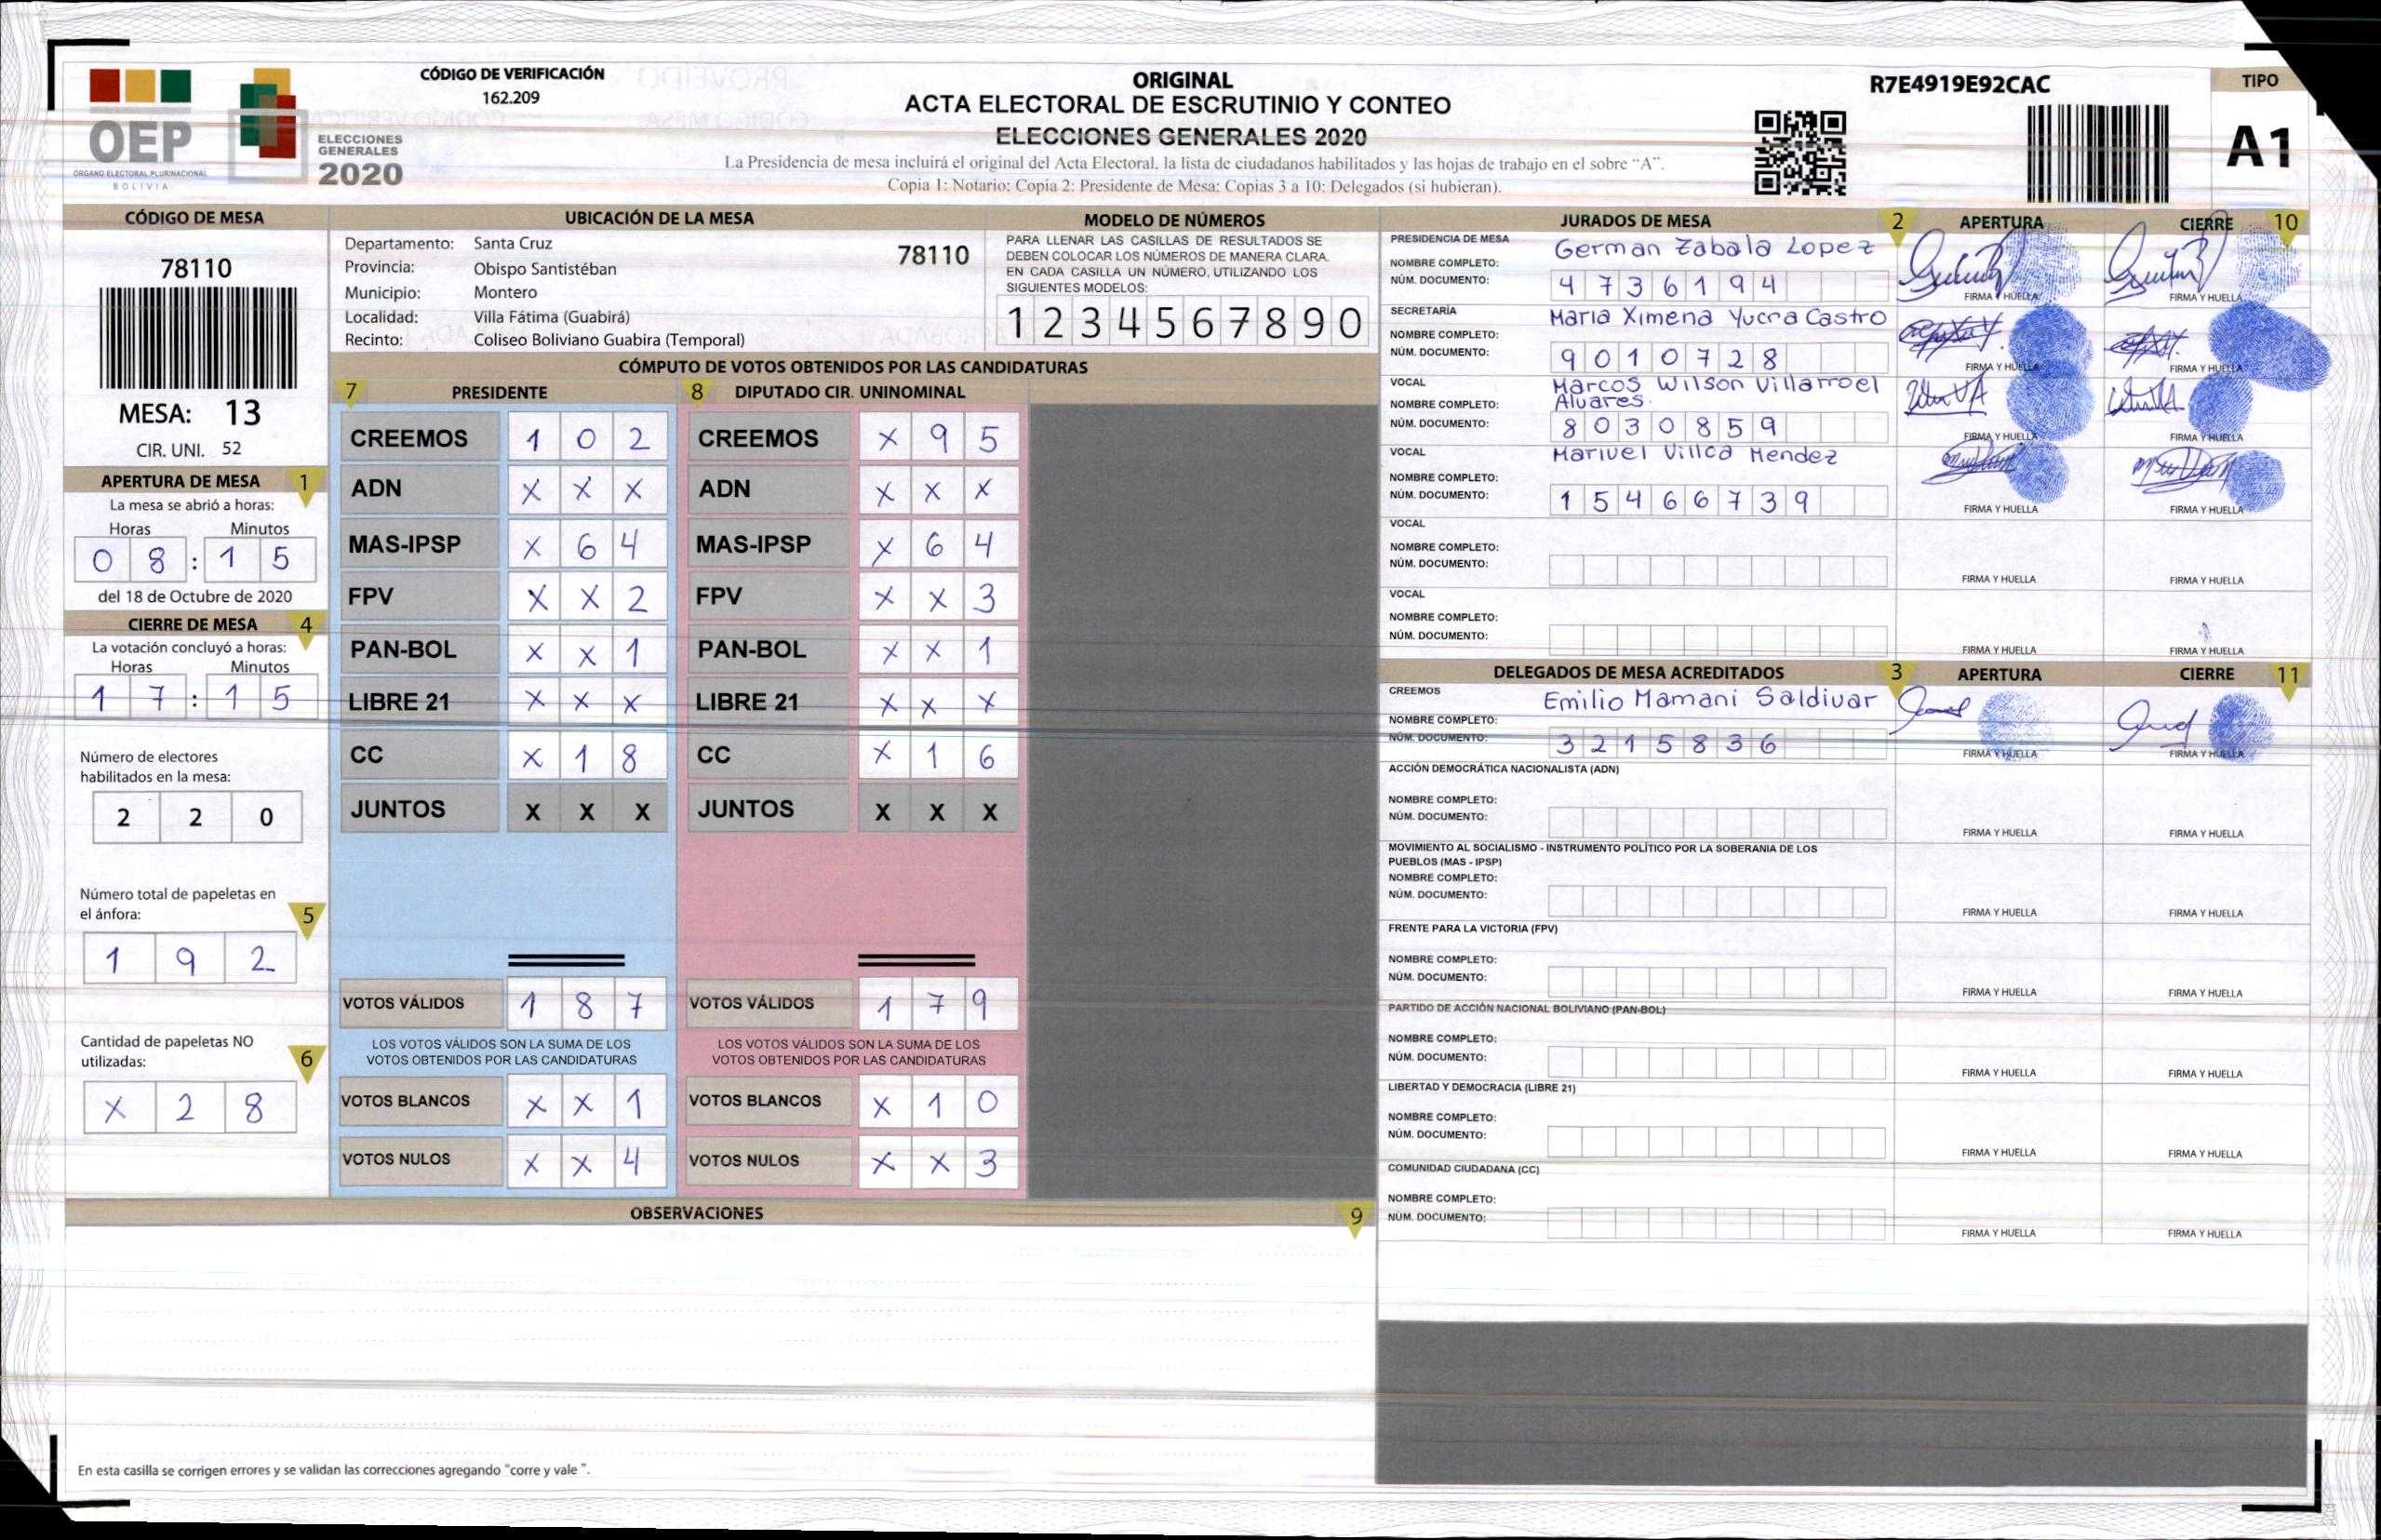 CÓDIGO DE VERIFICACIÓN
162.209
OEP
ÓRGANO ELECTORAL PLURINACIONAL
BOLIVIA
ELECCIONES
GENERALES
2020
ORIGINAL
ACTA ELECTORAL DE ESCRUTINIO Y CONTEO
ELECCIONES GENERALES 2020
La Presidencia de mesa incluirá el original del Acta Electoral, la lista de ciudadanos habilitados y las hojas de trabajo en el sobre “A”.
Copia 1: Notario; Copia 2: Presidente de Mesa; Copias 3 a 10: Delegados (si hubieran).
R7E4919E92CAC
TIPO
A1
CÓDIGO DE MESA
78110
MESA: 13
CIR. UNI. 52
APERTURA DE MESA 1
La mesa se abrió a horas:
Horas Minutos
0 8 : 1 5
del 18 de Octubre de 2020
CIERRE DE MESA 4
La votación concluyó a horas:
Horas Minutos
1 7 : 1 5
Número de electores
habilitados en la mesa:
2 2 0
Número total de papeletas en
el ánfora: 5
1 9 2
Cantidad de papeletas NO
utilizadas: 6
X 2 8
UBICACIÓN DE LA MESA
Departamento: Santa Cruz
78110
Provincia: Obispo Santistéban
Municipio: Montero
Localidad: Villa Fátima (Guabirá)
Recinto: Coliseo Boliviano Guabira (Temporal)
MODELO DE NÚMEROS
PARA LLENAR LAS CASILLAS DE RESULTADOS SE
DEBEN COLOCAR LOS NÚMEROS DE MANERA CLARA.
EN CADA CASILLA UN NÚMERO, UTILIZANDO LOS
SIGUIENTES MODELOS:
1 2 3 4 5 6 7 8 9 0
CÓMPUTO DE VOTOS OBTENIDOS POR LAS CANDIDATURAS
7 PRESIDENTE
CREEMOS 1 0 2
ADN X X X
MAS-IPSP X 6 4
FPV X X 2
PAN-BOL X X 1
LIBRE 21 X X X
CC X 1 8
JUNTOS X X X
VOTOS VÁLIDOS 1 8 7
LOS VOTOS VÁLIDOS SON LA SUMA DE LOS
VOTOS OBTENIDOS POR LAS CANDIDATURAS
VOTOS BLANCOS X X 1
VOTOS NULOS X X 4
8 DIPUTADO CIR. UNINOMINAL
CREEMOS X 9 5
ADN X X X
MAS-IPSP X 6 4
FPV X X 3
PAN-BOL X X 1
LIBRE 21 X X X
CC X 1 6
JUNTOS X X X
VOTOS VÁLIDOS 1 7 9
LOS VOTOS VÁLIDOS SON LA SUMA DE LOS
VOTOS OBTENIDOS POR LAS CANDIDATURAS
VOTOS BLANCOS X 1 0
VOTOS NULOS X X 3
OBSERVACIONES 9
En esta casilla se corrigen errores y se validan las correcciones agregando "corre y vale ".
JURADOS DE MESA 2 APERTURA CIERRE 10
PRESIDENCIA DE MESA
NOMBRE COMPLETO: German Zabala Lopez
NÚM. DOCUMENTO: 4 7 3 6 1 9 4
FIRMA Y HUELLA FIRMA Y HUELLA
SECRETARÍA
NOMBRE COMPLETO: Maria Ximena Yucra Castro
NÚM. DOCUMENTO: 9 0 1 0 7 2 8
FIRMA Y HUELLA FIRMA Y HUELLA
VOCAL
NOMBRE COMPLETO: Marcos Wilson Villarroel
Alvares.
NÚM. DOCUMENTO: 8 0 3 0 8 5 9
FIRMA Y HUELLA FIRMA Y HUELLA
VOCAL
NOMBRE COMPLETO: Marivel Villca Mendez
NÚM. DOCUMENTO: 1 5 4 6 6 7 3 9
FIRMA Y HUELLA FIRMA Y HUELLA
VOCAL
NOMBRE COMPLETO:
NÚM. DOCUMENTO:
FIRMA Y HUELLA FIRMA Y HUELLA
VOCAL
NOMBRE COMPLETO:
NÚM. DOCUMENTO:
FIRMA Y HUELLA FIRMA Y HUELLA
DELEGADOS DE MESA ACREDITADOS 3 APERTURA CIERRE 11
CREEMOS
NOMBRE COMPLETO: Emilio Mamani Saldivar
NÚM. DOCUMENTO: 3 2 1 5 8 3 6
FIRMA Y HUELLA FIRMA Y HUELLA
ACCIÓN DEMOCRÁTICA NACIONALISTA (ADN)
NOMBRE COMPLETO:
NÚM. DOCUMENTO:
FIRMA Y HUELLA FIRMA Y HUELLA
MOVIMIENTO AL SOCIALISMO - INSTRUMENTO POLÍTICO POR LA SOBERANIA DE LOS
PUEBLOS (MAS - IPSP)
NOMBRE COMPLETO:
NÚM. DOCUMENTO:
FIRMA Y HUELLA FIRMA Y HUELLA
FRENTE PARA LA VICTORIA (FPV)
NOMBRE COMPLETO:
NÚM. DOCUMENTO:
FIRMA Y HUELLA FIRMA Y HUELLA
PARTIDO DE ACCIÓN NACIONAL BOLIVIANO (PAN-BOL)
NOMBRE COMPLETO:
NÚM. DOCUMENTO:
FIRMA Y HUELLA FIRMA Y HUELLA
LIBERTAD Y DEMOCRACIA (LIBRE 21)
NOMBRE COMPLETO:
NÚM. DOCUMENTO:
FIRMA Y HUELLA FIRMA Y HUELLA
COMUNIDAD CIUDADANA (CC)
NOMBRE COMPLETO:
NÚM. DOCUMENTO:
FIRMA Y HUELLA FIRMA Y HUELLA